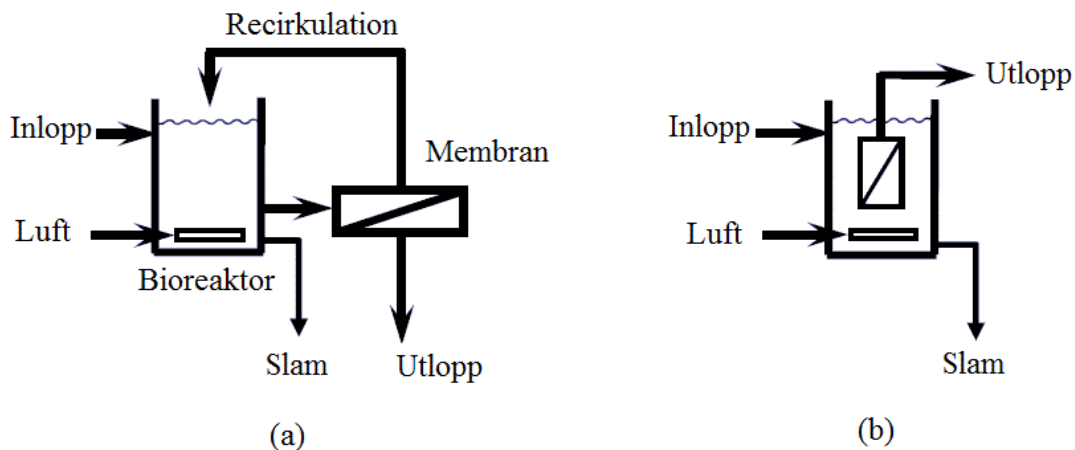 Recirkulation
Inlopp
Membran
Luft
Bioreaktor
Slam
Utlopp
(a)
Utlopp
Inlopp
Luft
Slam
(b)